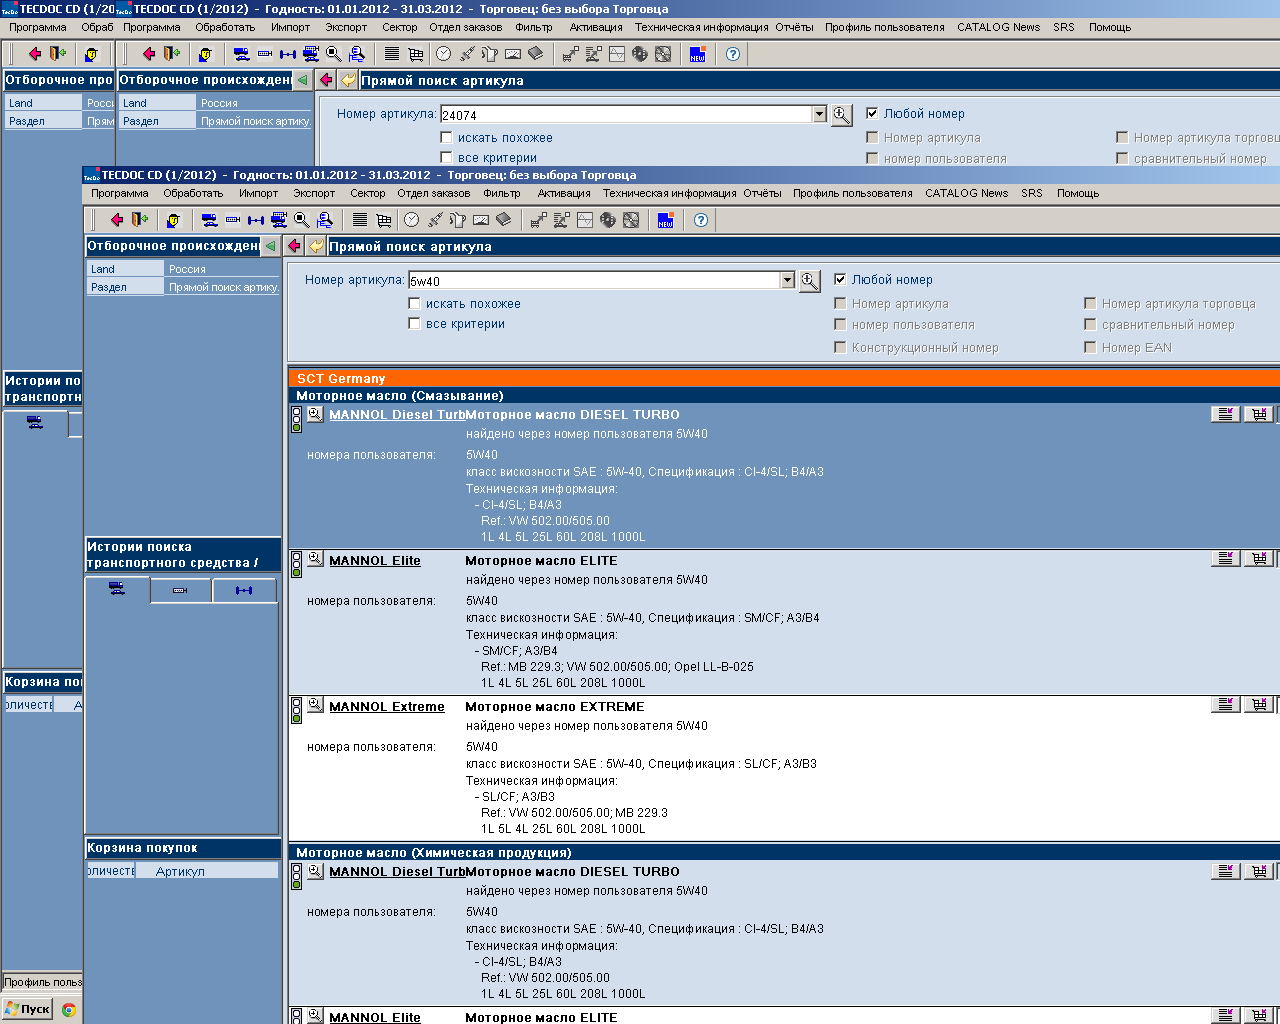 TECDOC CD (1/20
TECDOC CD (1/2012) - Годность: 01.01.2012 - 31.03.2012 - Торговец: без выбора Торговца
Программа Обраб
Программа Обработать Импорт Экспорт Сектор Отдел заказов Фильтр Активация Техническая информация Отчёты Профиль пользователя CATALOG News SRS Помощь
NEW
Отборочное про
Отборочное происхожден
Прямой поиск артикула
Land Росси
Раздел Прям
Land Россия
Раздел Прямой поиск артику.
Номер артикула: 24074
искать похожее
все критерии
Любой номер
Номер артикула Номер артикула торговц
номер пользователя сравнительный номер
TECDOC CD (1/2012) - Годность: 01.01.2012 - 31.03.2012 - Торговец: без выбора Торговца
Программа Обработать Импорт Экспорт Сектор Отдел заказов Фильтр Активация Техническая информация Отчёты Профиль пользователя CATALOG News SRS Помощь
NEW
Отборочное происхожден
Прямой поиск артикула
Land Россия
Раздел Прямой поиск артику.
Номер артикула: 5w40
искать похожее
все критерии
Любой номер
Номер артикула Номер артикула торговца
номер пользователя сравнительный номер
Конструкционный номер Номер EAN
SCT Germany
Моторное масло (Смазывание)
MANNOL Diesel Turb Моторное масло DIESEL TURBO
найдено через номер пользователя 5W40
номера пользователя: 5W40
класс вискозности SAE : 5W-40, Спецификация : CI-4/SL; B4/A3
Техническая информация:
- CI-4/SL; B4/A3
Ref.: VW 502.00/505.00
1L 4L 5L 25L 60L 208L 1000L
MANNOL Elite Моторное масло ELITE
найдено через номер пользователя 5W40
номера пользователя: 5W40
класс вискозности SAE : 5W-40, Спецификация : SM/CF; A3/B4
Техническая информация:
- SM/CF; A3/B4
Ref.: MB 229.3; VW 502.00/505.00; Opel LL-B-025
1L 4L 5L 25L 60L 208L 1000L
MANNOL Extreme Моторное масло EXTREME
найдено через номер пользователя 5W40
номера пользователя: 5W40
класс вискозности SAE : 5W-40, Спецификация : SL/CF; A3/B3
Техническая информация:
- SL/CF; A3/B3
Ref.: VW 502.00/505.00; MB 229.3
1L 5L 4L 25L 60L 208L 1000L
Моторное масло (Химическая продукция)
MANNOL Diesel Turb Моторное масло DIESEL TURBO
найдено через номер пользователя 5W40
номера пользователя: 5W40
класс вискозности SAE : 5W-40, Спецификация : CI-4/SL; B4/A3
Техническая информация:
- CI-4/SL; B4/A3
Ref.: VW 502.00/505.00
1L 4L 5L 25L 60L 208L 1000L
MANNOL Elite Моторное масло ELITE
Истории по
транспортн
Истории поиска
транспортного средства /
Корзина по
оличеств А
Корзина покупок
оличеств Артикул
Профиль польз
Пуск